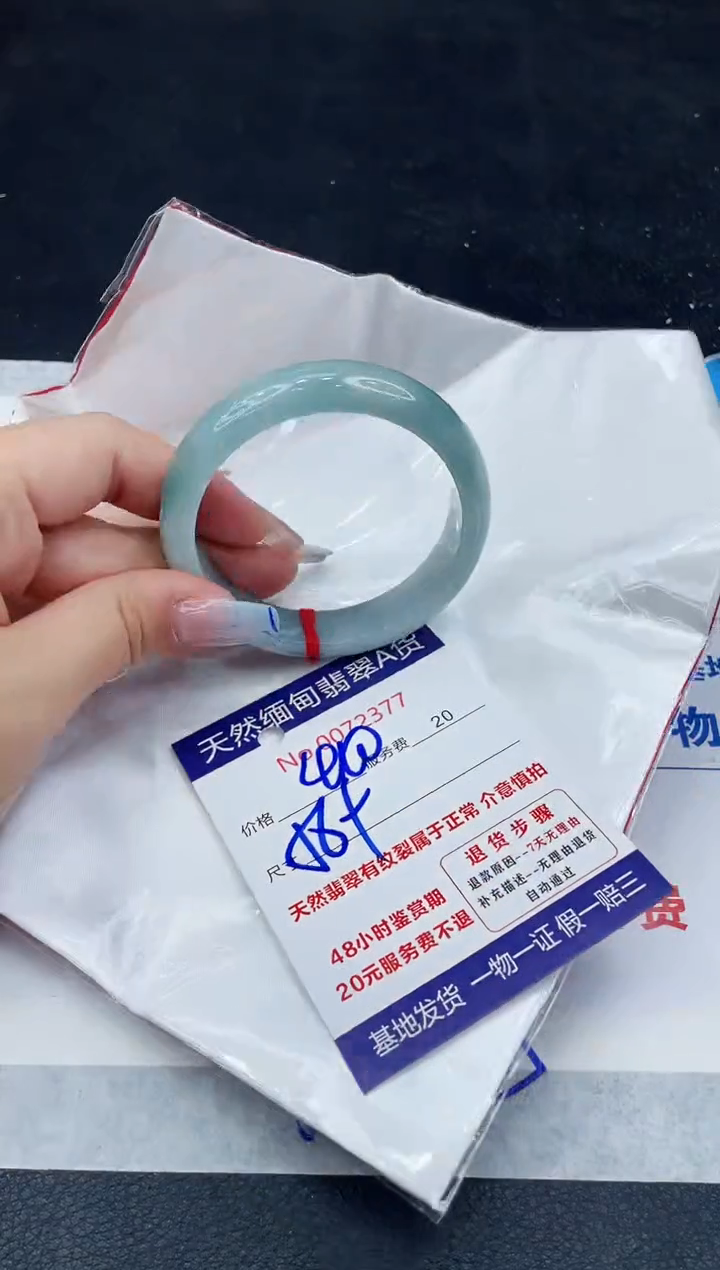 天然缅甸翡翠A货
No.0072377
价格 服务费 20
尺
天然翡翠有纹裂属于正常 介意慎拍
48小时鉴赏期
20元服务费不退
退货步骤
退款原因--7天无理由
补充描述--无理由退货
自动通过
基地发货 一物一证 假一赔三
物
费